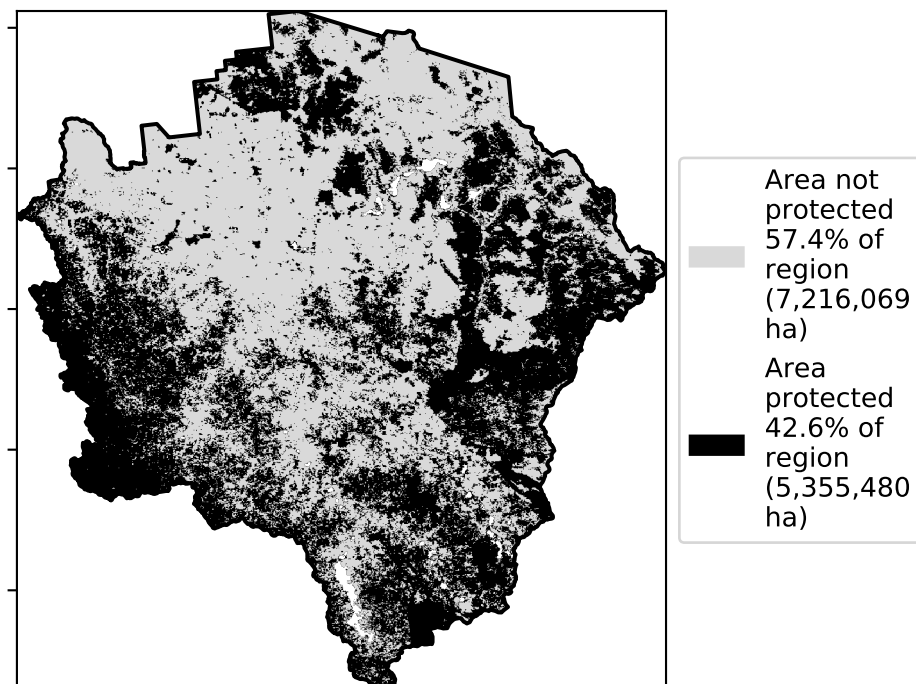 Area not
protected
57.4% of
region
(7,216,069
ha)
Area
protected
42.6% of
region
(5,355,480
ha)